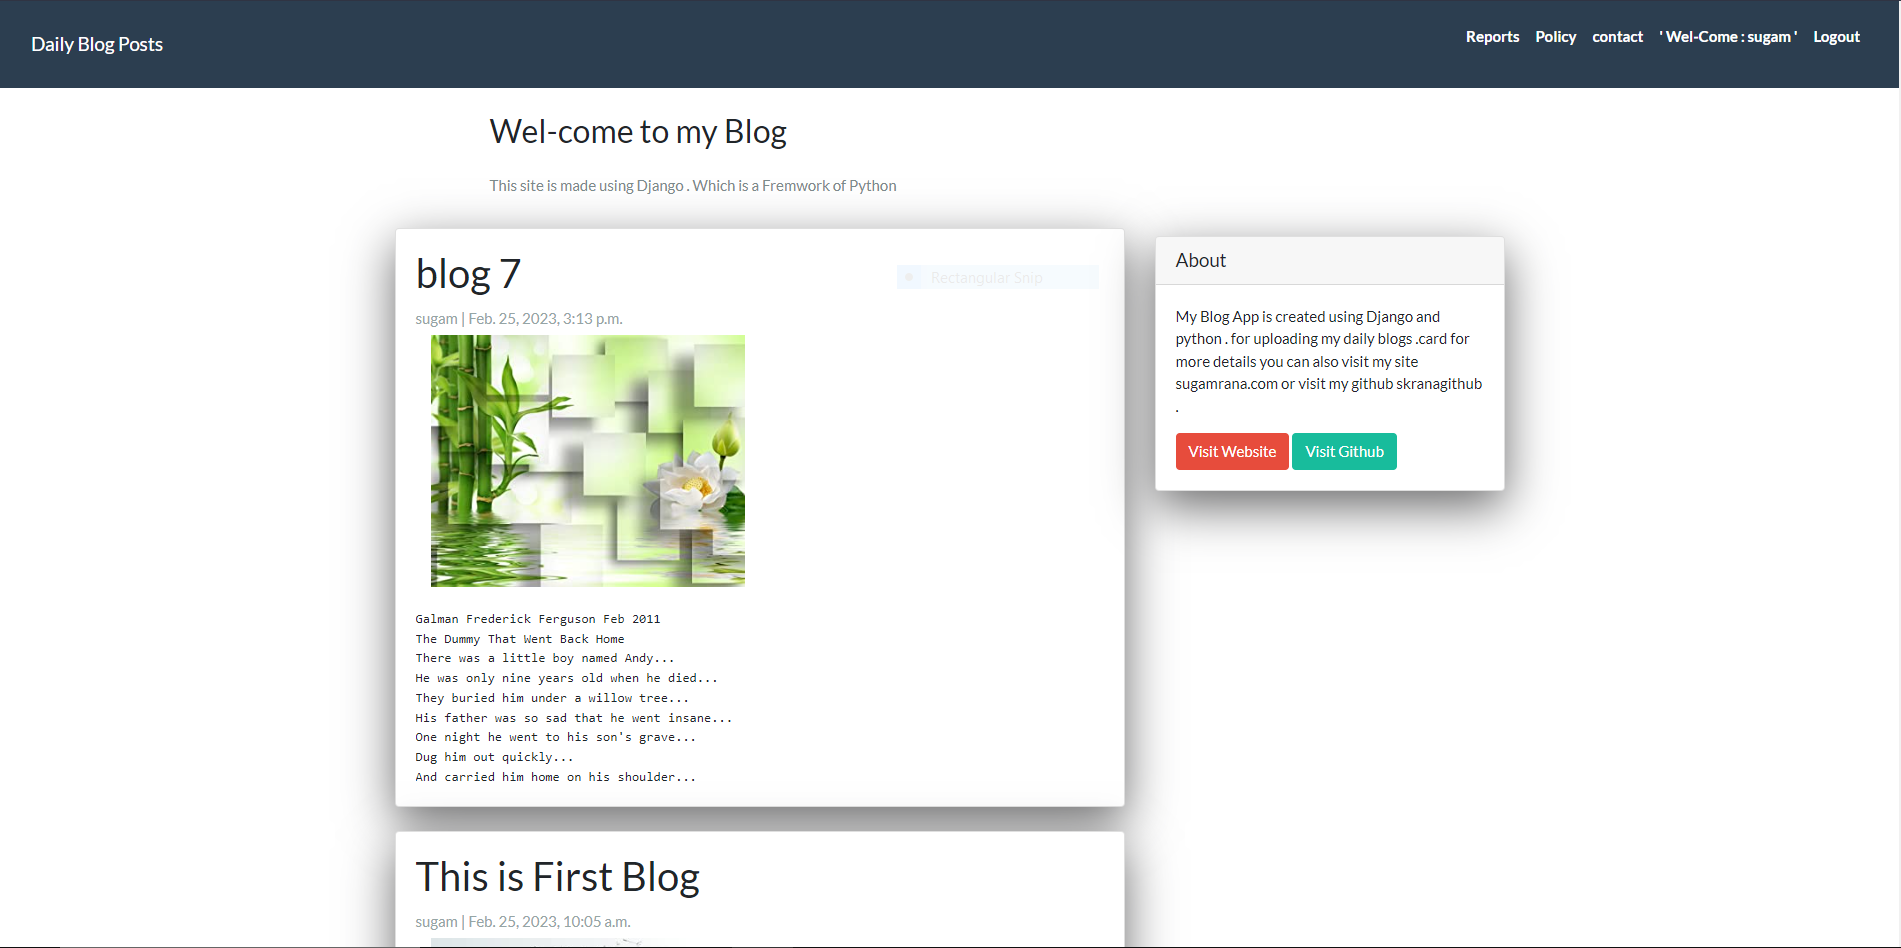 Daily Blog Posts
Reports Policy contact ' Wel-Come : sugam ' Logout
Wel-come to my Blog
This site is made using Django . Which is a Fremwork of Python
blog 7
Rectangular Snip
sugam | Feb. 25, 2023, 3:13 p.m.
Galman Frederick Ferguson Feb 2011
The Dummy That Went Back Home
There was a little boy named Andy...
He was only nine years old when he died...
They buried him under a willow tree...
His father was so sad that he went insane...
One night he went to his son's grave...
Dug him out quickly...
And carried him home on his shoulder...
This is First Blog
sugam | Feb. 25, 2023, 10:05 a.m.
About
My Blog App is created using Django and
python . for uploading my daily blogs .card for
more details you can also visit my site
sugamrana.com or visit my github skranagithub
.
Visit Website Visit Github